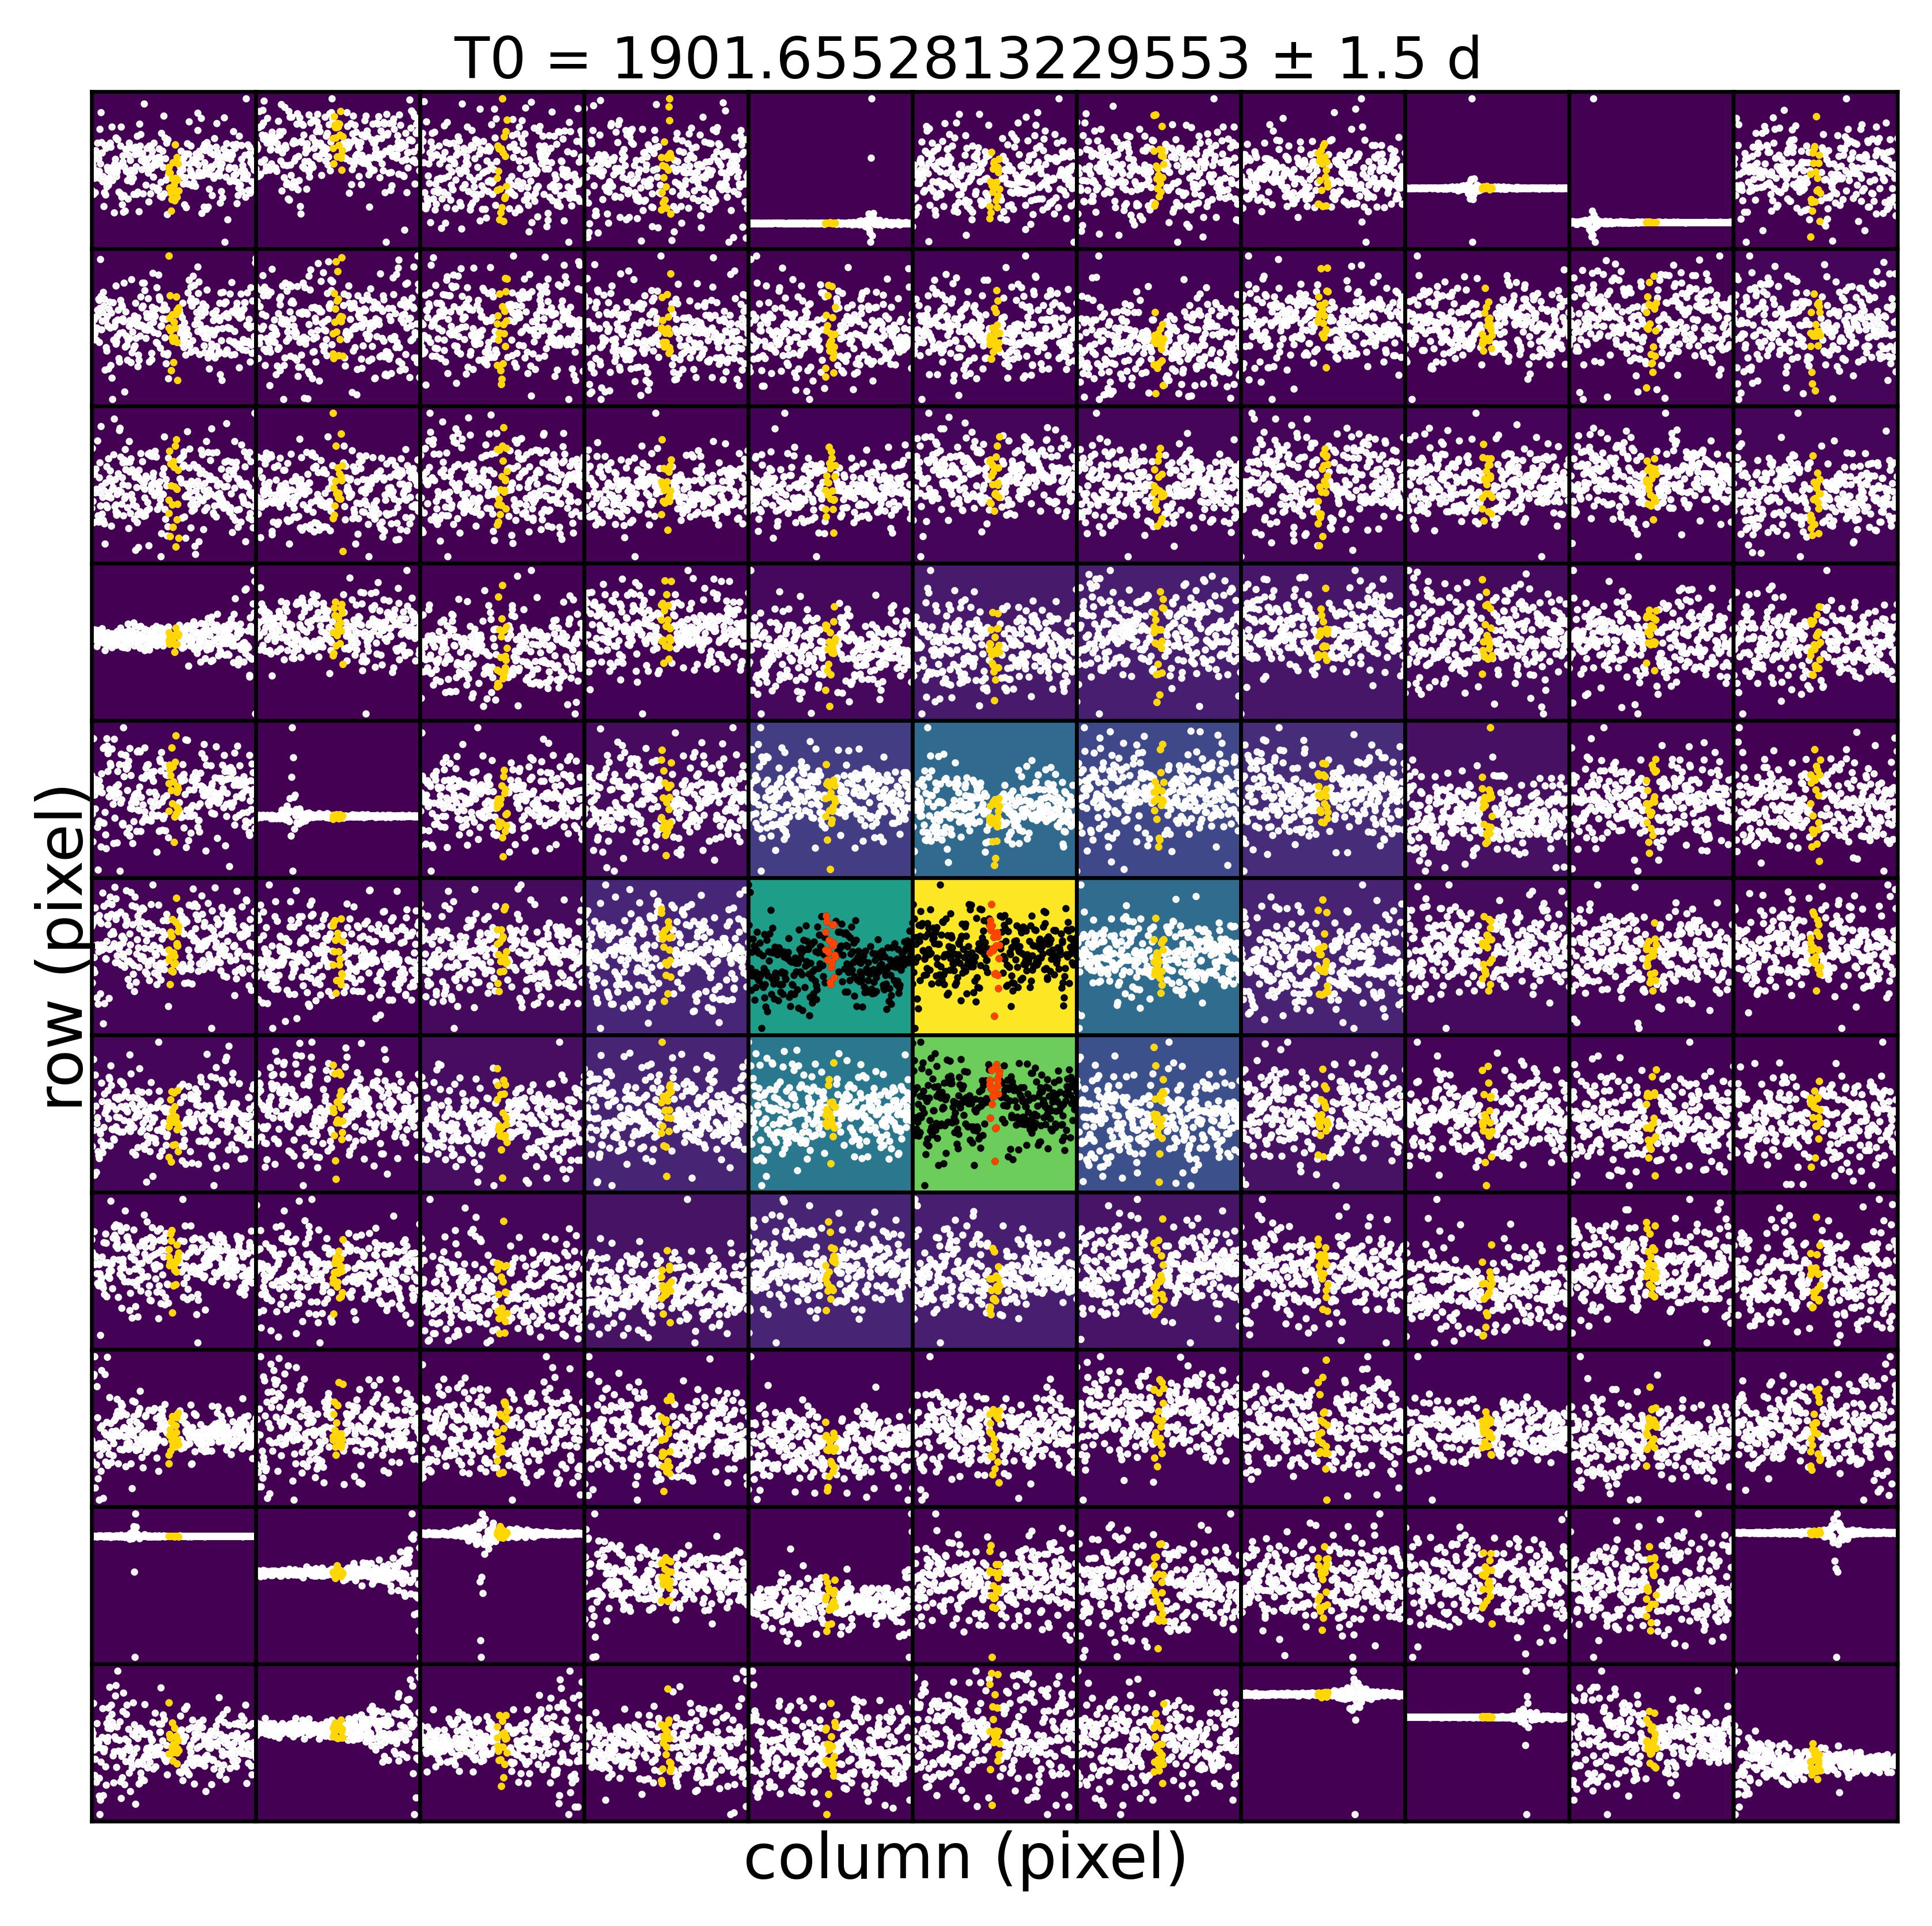 T0 = 1901.6552813229553 ± 1.5 d
row (pixel)
column (pixel)